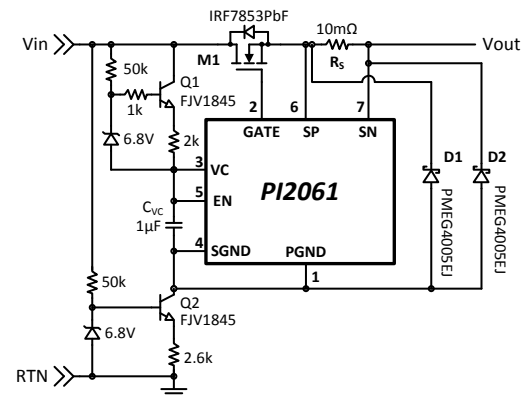 IRF7853PbF
Vin
10mΩ
Vout
M1
RS
50k
Q1
FJV1845
1k
2
6
7
GATE
SP
SN
6.8V
2k
D1
D2
3
VC
PMEG4005EJ
PMEG4005EJ
5
EN
PI2061
CVC
1µF
4
SGND
PGND
1
50k
Q2
FJV1845
6.8V
2.6k
RTN